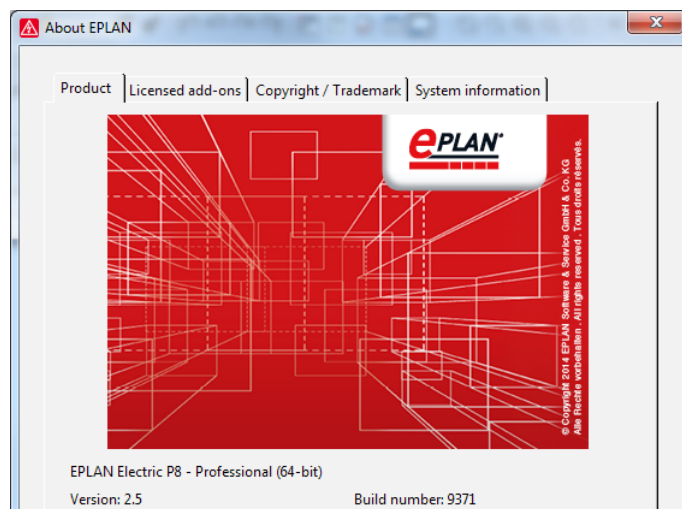 About EPLAN
Product Licensed add-ons Copyright / Trademark System information
ePLAN
© Copyright 2014 EPLAN Software & Service GmbH & Co. KG
Alle Rechte vorbehalten . All rights reserved . Tous droits réservés.
EPLAN Electric P8 - Professional (64-bit)
Version: 2.5 Build number: 9371